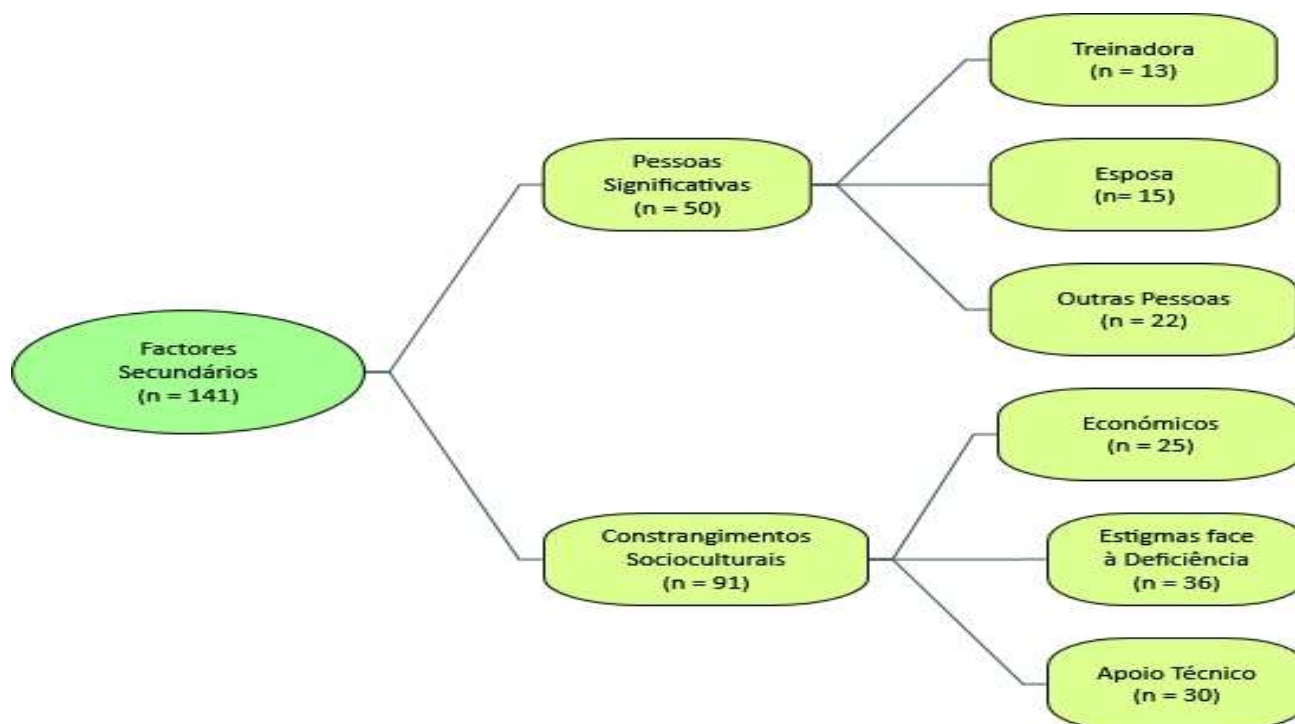 Factores
Secundários
(n = 141)
Pessoas
Significativas
(n = 50)
Treinadora
(n = 13)
Esposa
(n= 15)
Outras Pessoas
(n = 22)
Constrangimentos
Socioculturais
(n = 91)
Económicos
(n = 25)
Estigmas face
à Deficiência
(n = 36)
Apoio Técnico
(n = 30)